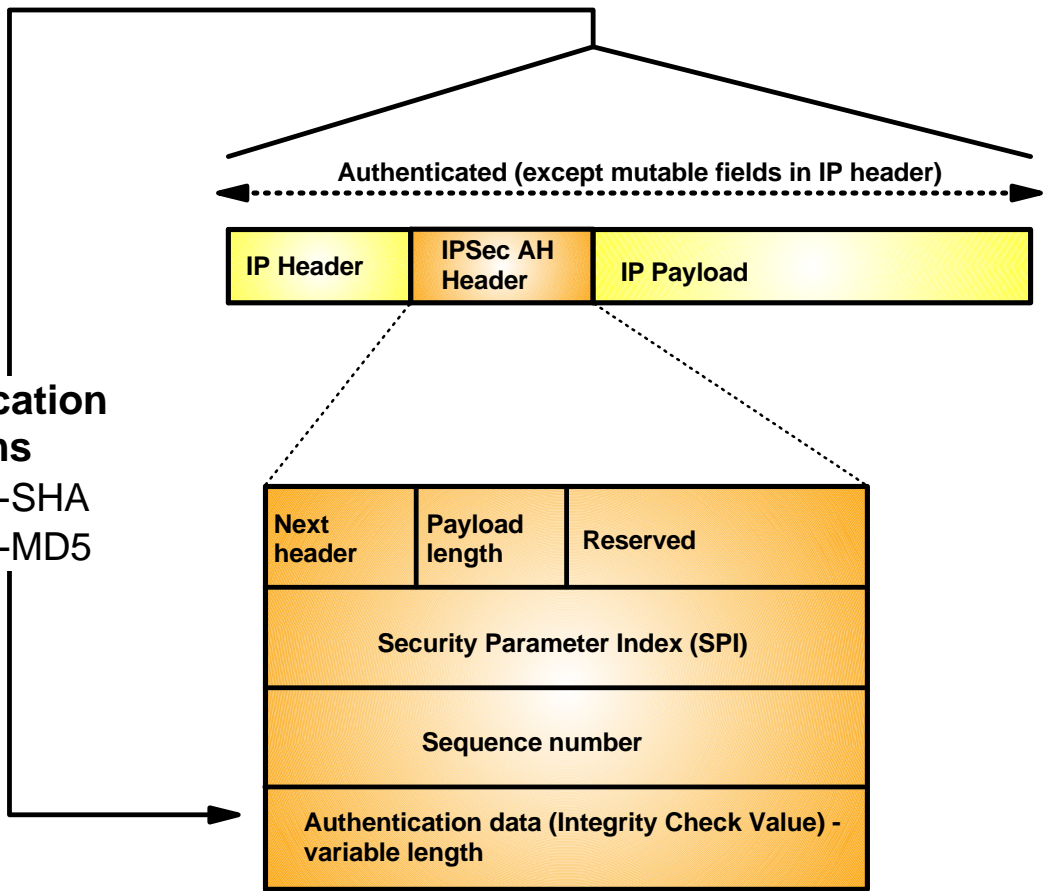 Authenticated (except mutable fields in IP header)
IP Header
IPSec AH
Header
IP Payload
cation
ns
-SHA
-MD5
Next
header
Payload
length
Reserved
Security Parameter Index (SPI)
Sequence number
Authentication data (Integrity Check Value) -
variable length